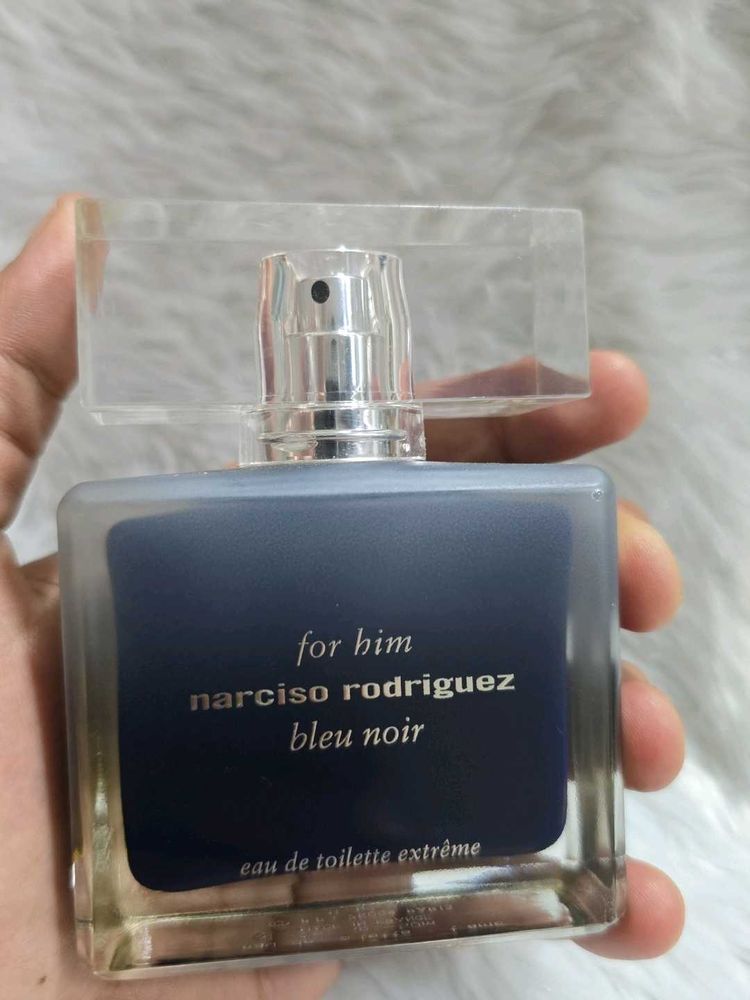 for him
narciso rodriguez
bleu noir
eau de toilette extrême